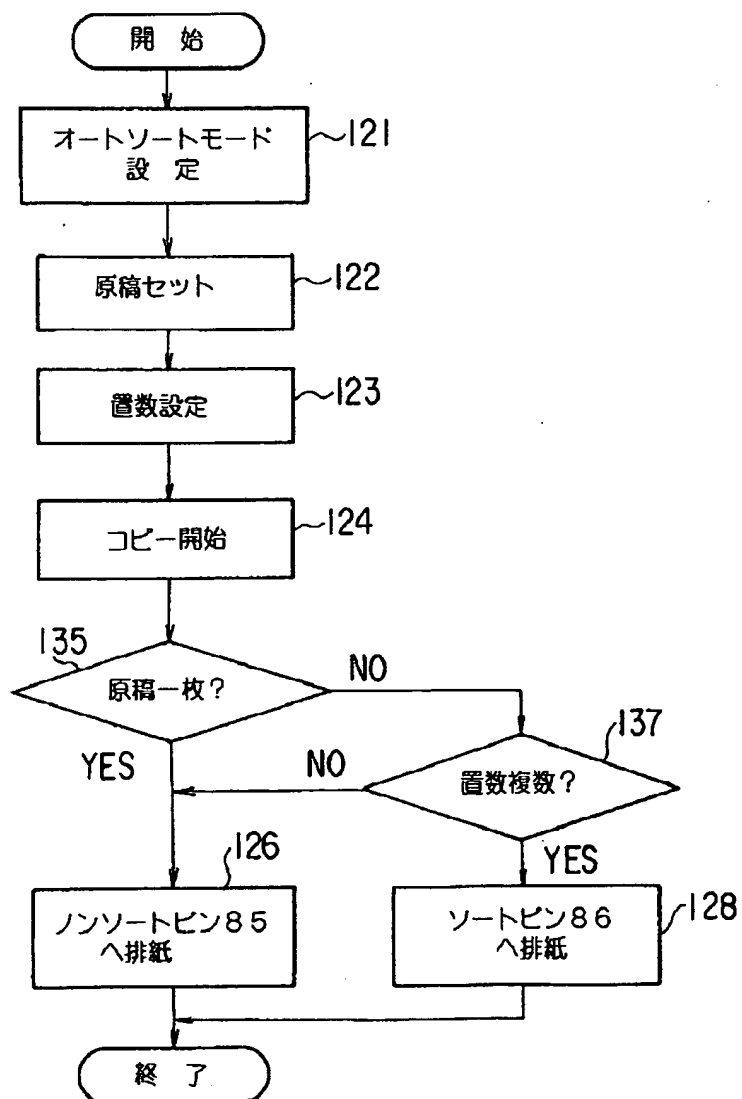 開 始
オートソートモード
設 定
121
原稿セット
122
置数設定
123
コピー開始
124
135
原稿一枚?
NO
137
YES
NO
置数複数?
126
YES
ノンソートビン85
へ排紙
ソートビン86
へ排紙
128
終 了